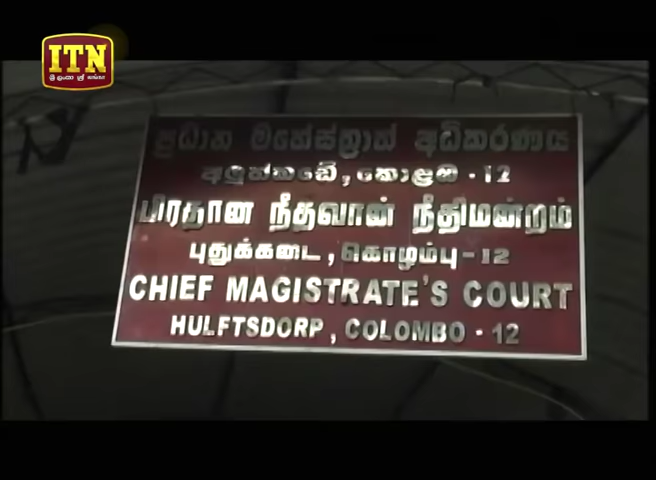 ITN
ශ්‍රී ලංකා ஸ்ரீ லங்கா
ප්‍රධාන මහේස්ත්‍රාත් අධිකරණය
අලුත්කඩේ, කොළඹ - 12
பிரதான நீதவான் நீதிமன்றம்
புதுக்கடை, கொழும்பு - 12
CHIEF MAGISTRATE'S COURT
HULFTSDORP, COLOMBO - 12